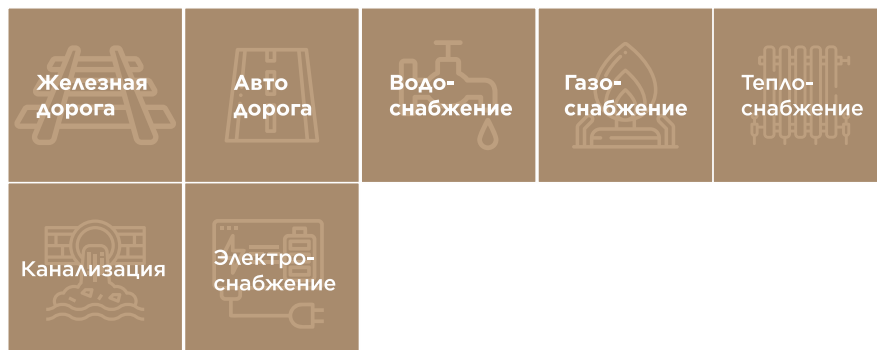 Железная
дорога
Авто
дорога
Водо-
снабжение
Газо-
снабжение
Тепло-
снабжение
Канализация
Электро-
снабжение